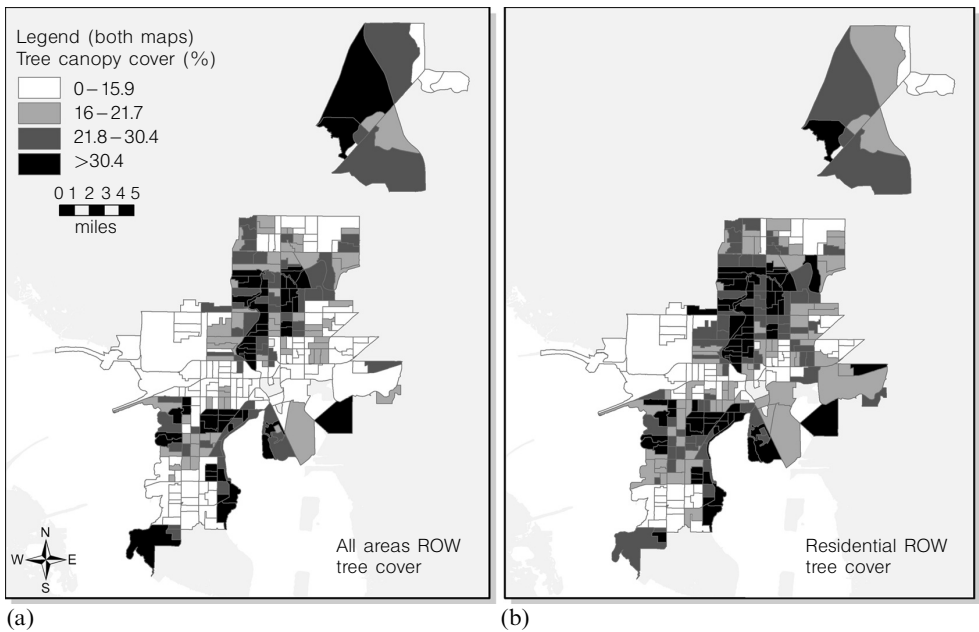 Legend (both maps)
Tree canopy cover (%)
0–15.9
16–21.7
21.8–30.4
>30.4
0 1 2 3 4 5
miles
N
W E
S
All areas ROW
tree cover
Residential ROW
tree cover
(a)
(b)